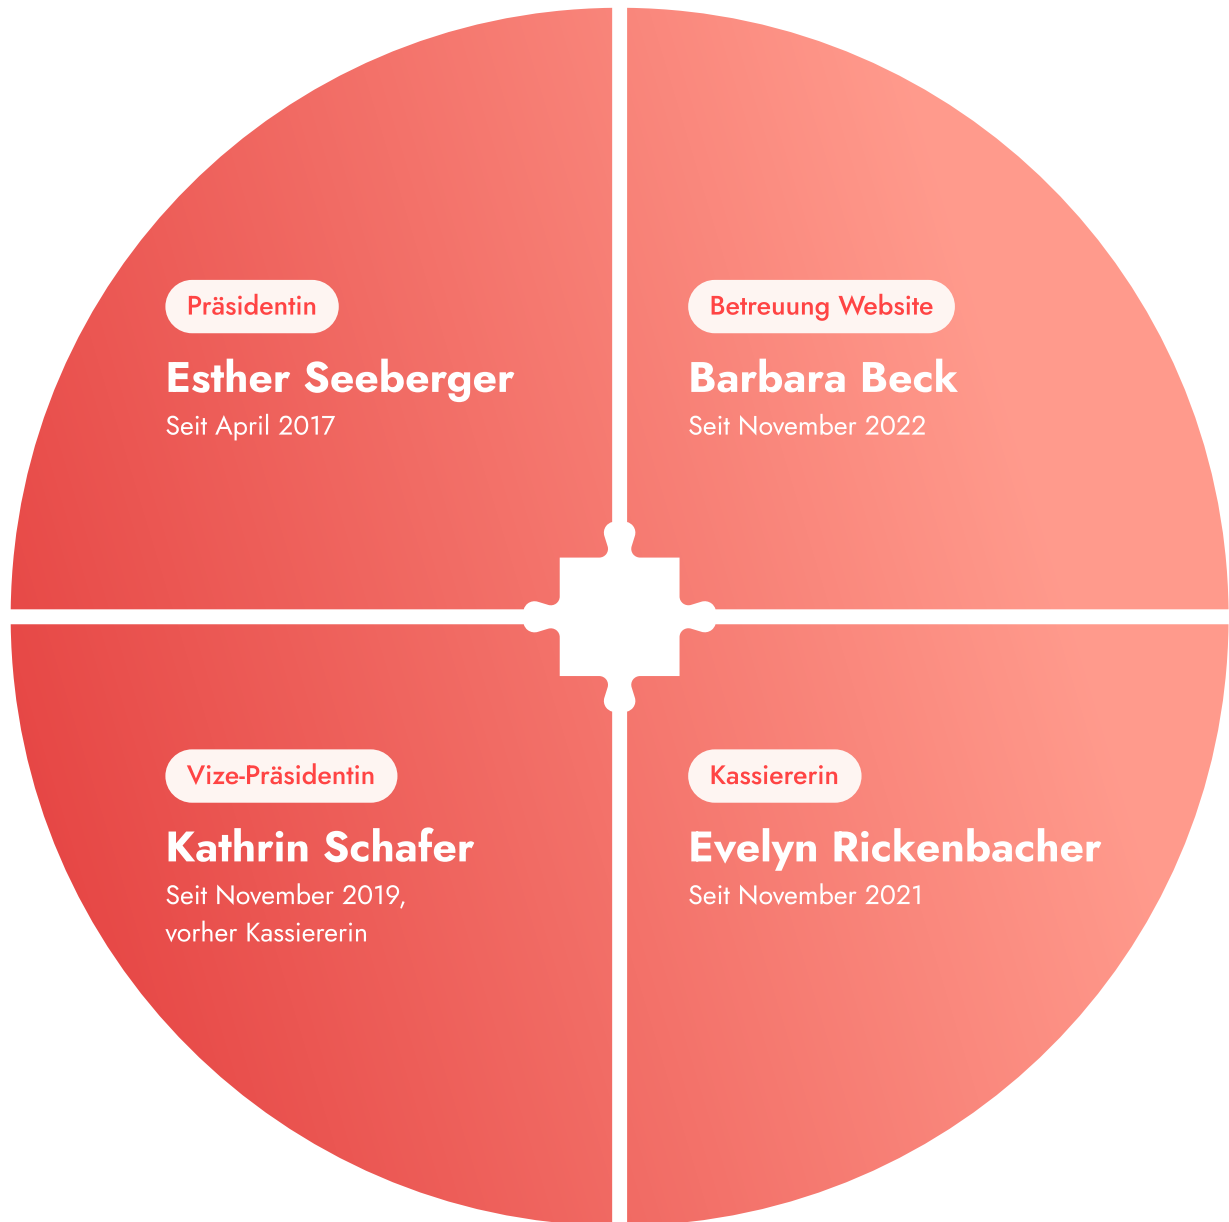 Präsidentin
Esther Seeberger
Seit April 2017
Betreuung Website
Barbara Beck
Seit November 2022
Vize-Präsidentin
Kathrin Schafer
Seit November 2019,
vorher Kassiererin
Kassiererin
Evelyn Rickenbacher
Seit November 2021